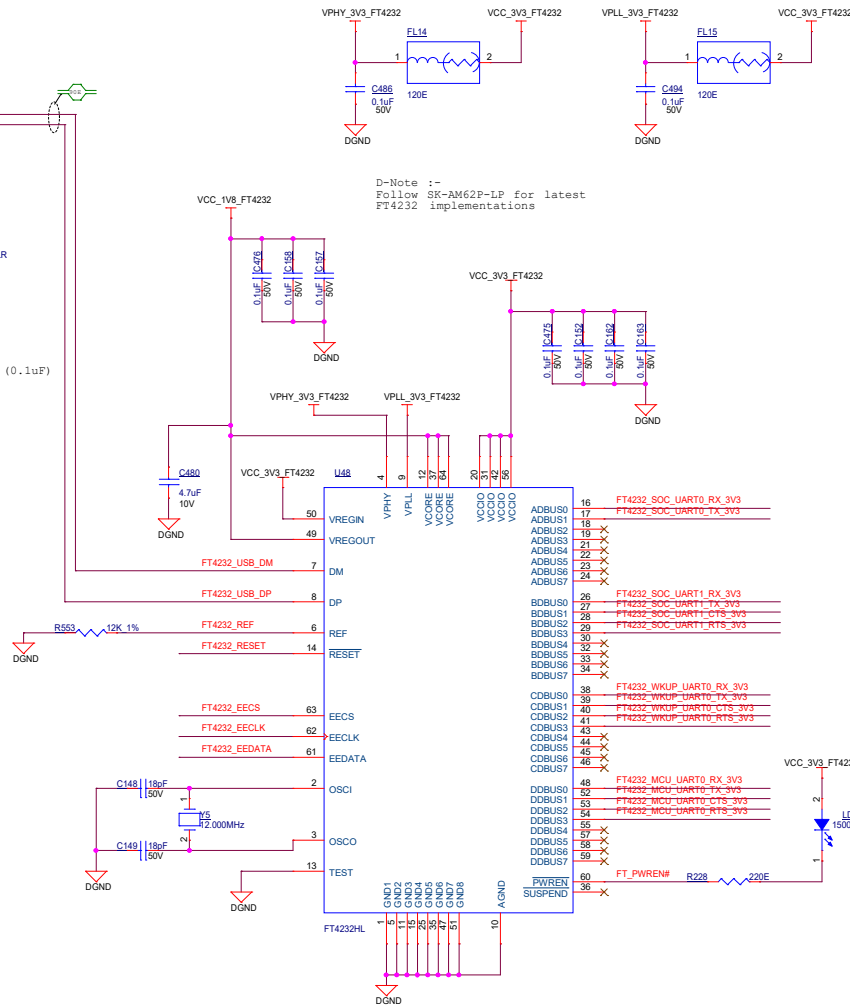 VPHY_3V3_FT4232
VCC_3V3_FT4232
FL14
1
2
120E
C486
0.1uF
50V
DGND
VPLL_3V3_FT4232
VCC_3V3_FT4232
FL15
1
2
120E
C494
0.1uF
50V
DGND
D-Note :-
Follow SK-AM62P-LP for latest
FT4232 implementations
R
(0.1uF)
VCC_1V8_FT4232
C476
0.1uF
50V
C158
0.1uF
50V
C157
0.1uF
50V
DGND
VCC_3V3_FT4232
C475
0.1uF
50V
C152
0.1uF
50V
C162
0.1uF
50V
C163
0.1uF
50V
DGND
VPHY_3V3_FT4232
VPLL_3V3_FT4232
C480
4.7uF
10V
DGND
VCC_3V3_FT4232
U48
4
9
12
37
64
20
31
42
56
VPHY
VPLL
VCORE
VCORE
VCORE
VCCIO
VCCIO
VCCIO
VCCIO
50
VREGIN
49
VREGOUT
FT4232_USB_DM
7
DM
FT4232_USB_DP
8
DP
R553
12K 1%
DGND
FT4232_REF
6
REF
FT4232_RESET
14
RESET
FT4232_EECS
63
EECS
FT4232_EECLK
62
EECLK
FT4232_EEDATA
61
EEDATA
C148
18pF
50V
2
OSCI
1
Y5
12.000MHz
2
C149
18pF
50V
3
OSCO
DGND
13
TEST
DGND
ADBUS0
16
FT4232_SOC_UART0_RX_3V3
ADBUS1
17
FT4232_SOC_UART0_TX_3V3
ADBUS2
18
ADBUS3
19
ADBUS4
21
ADBUS5
22
ADBUS6
23
ADBUS7
24
BDBUS0
26
FT4232_SOC_UART1_RX_3V3
BDBUS1
27
FT4232_SOC_UART1_TX_3V3
BDBUS2
28
FT4232_SOC_UART1_CTS_3V3
BDBUS3
29
FT4232_SOC_UART1_RTS_3V3
BDBUS4
30
BDBUS5
32
BDBUS6
33
BDBUS7
34
CDBUS0
38
FT4232_WKUP_UART0_RX_3V3
CDBUS1
39
FT4232_WKUP_UART0_TX_3V3
CDBUS2
40
FT4232_WKUP_UART0_CTS_3V3
CDBUS3
41
FT4232_WKUP_UART0_RTS_3V3
CDBUS4
43
CDBUS5
44
CDBUS6
45
CDBUS7
46
DDBUS0
48
FT4232_MCU_UART0_RX_3V3
DDBUS1
52
FT4232_MCU_UART0_TX_3V3
DDBUS2
53
FT4232_MCU_UART0_CTS_3V3
DDBUS3
54
FT4232_MCU_UART0_RTS_3V3
DDBUS4
55
DDBUS5
57
DDBUS6
58
DDBUS7
59
PWREN
60
FT_PWREN#
R228
220E
SUSPEND
36
VCC_3V3_FT423
2
LD
1500
1
GND1
GND2
GND3
GND4
GND5
GND6
GND7
GND8
AGND
1
5
11
15
25
35
47
51
10
FT4232HL
DGND